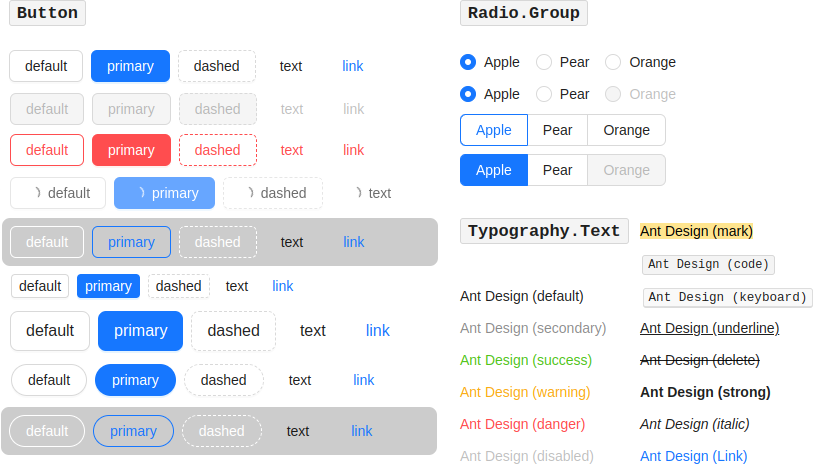 Button
default primary dashed text link
default primary dashed text link
default primary dashed text link
default primary dashed text
default primary dashed text link
default primary dashed text link
default primary dashed text link
default primary dashed text link
default primary dashed text link
Radio.Group
Apple Pear Orange
Apple Pear Orange
Apple Pear Orange
Apple Pear Orange
Typography.Text
Ant Design (mark)
Ant Design (code)
Ant Design (default) Ant Design (keyboard)
Ant Design (secondary) Ant Design (underline)
Ant Design (success) Ant Design (delete)
Ant Design (warning) Ant Design (strong)
Ant Design (danger) Ant Design (italic)
Ant Design (disabled) Ant Design (Link)